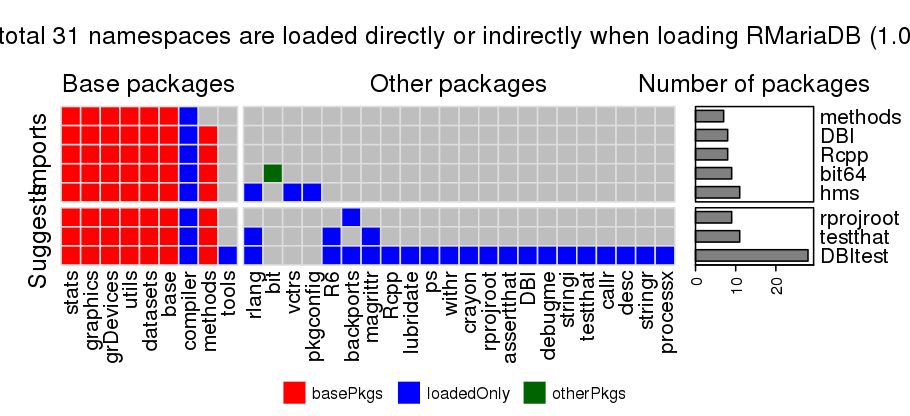 total 31 namespaces are loaded directly or indirectly when loading RMariaDB (1.0
Base packages
Other packages
Number of packages
Imports
Suggests
methods
DBI
Rcpp
bit64
hms
rprojroot
testthat
DBItest
stats
graphics
grDevices
utils
datasets
base
compiler
methods
tools
rlang
bit
vctrs
pkgconfig
R6
backports
magrittr
Rcpp
lubridate
ps
withr
crayon
rprojroot
assertthat
DBI
debugme
stringi
testthat
callr
desc
stringr
processx
0
10
20
basePkgs
loadedOnly
otherPkgs